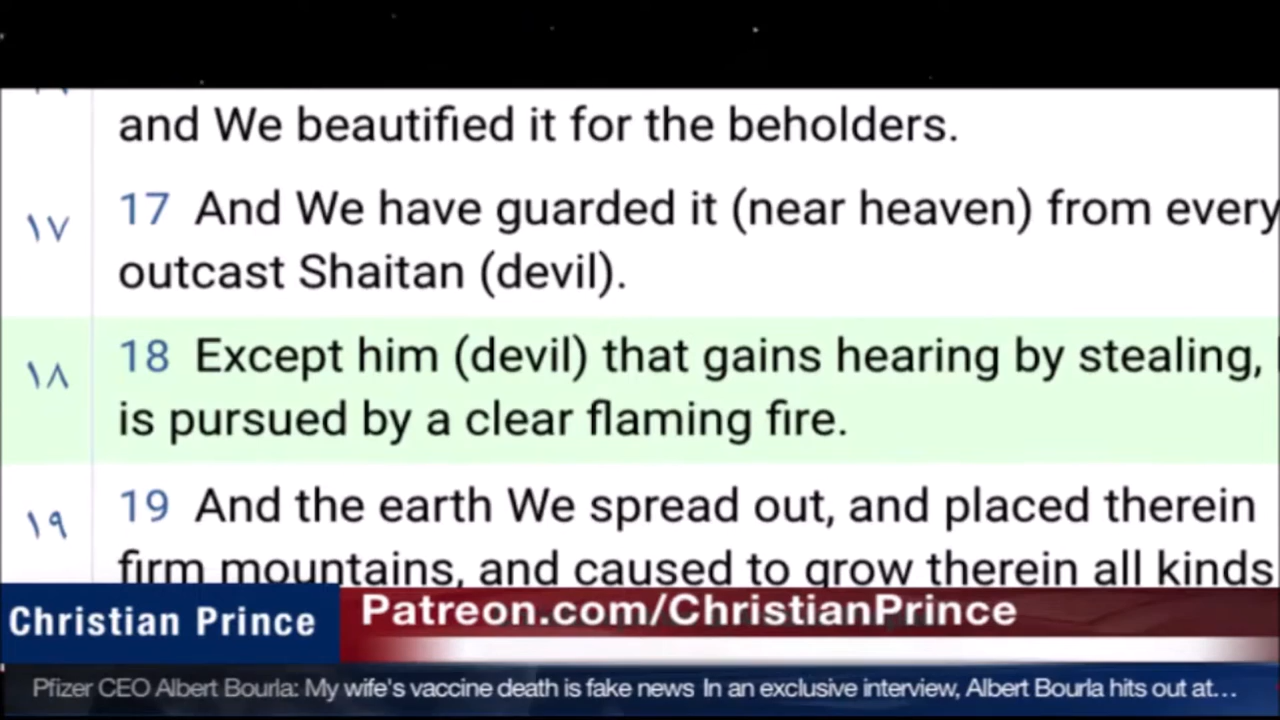 and We beautified it for the beholders.
١٧ 17 And We have guarded it (near heaven) from every
outcast Shaitan (devil).
١٨ 18 Except him (devil) that gains hearing by stealing,
is pursued by a clear flaming fire.
١٩ 19 And the earth We spread out, and placed therein
firm mountains, and caused to grow therein all kinds
Christian Prince
Patreon.com/ChristianPrince
Pfizer CEO Albert Bourla: My wife's vaccine death is fake news In an exclusive interview, Albert Bourla hits out at…